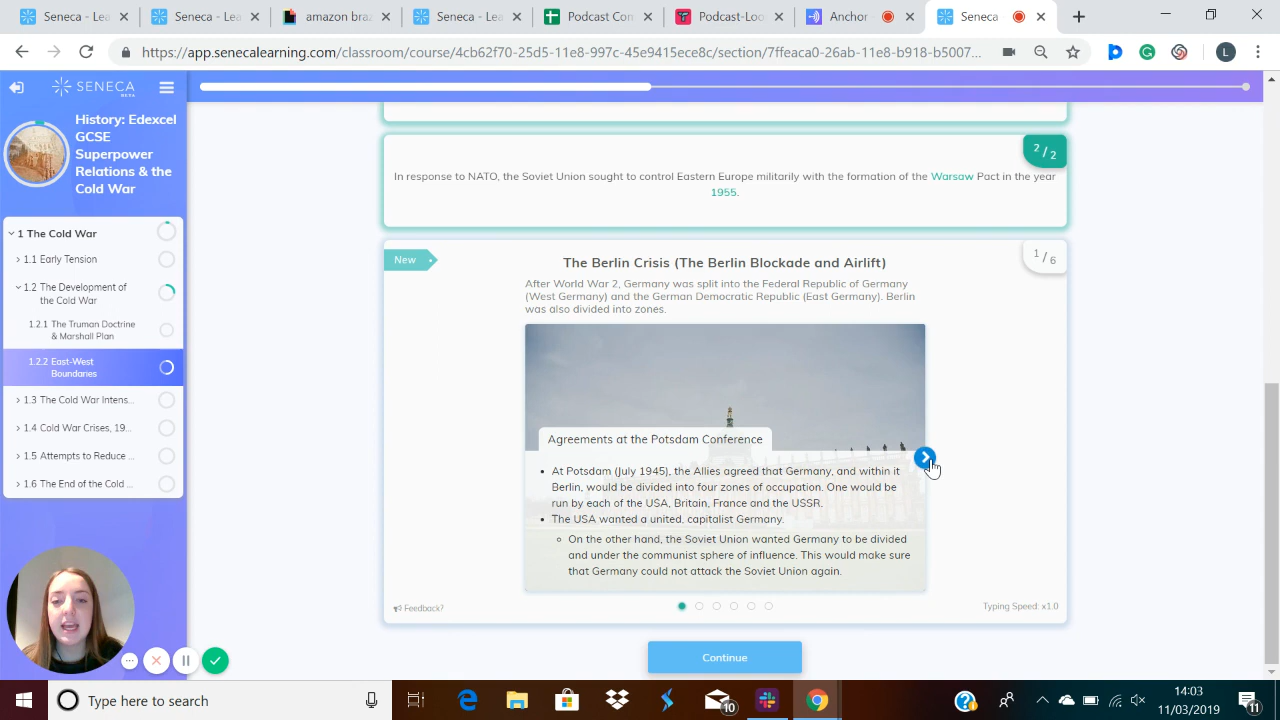 Seneca - Lea
Seneca - Lea
amazon braz
Seneca - Lea
Podcast Con
Podcast-Loo
Anchor
Seneca
https://app.senecalearning.com/classroom/course/4cb62f70-25d5-11e8-997c-45e9415ece8c/section/7ffeaca0-26ab-11e8-b918-b5007...
L
SENECA
BETA
History: Edexcel
GCSE
Superpower
Relations & the
Cold War
1 The Cold War
1.1 Early Tension
1.2 The Development of
the Cold War
1.2.1 The Truman Doctrine
& Marshall Plan
1.2.2 East-West
Boundaries
1.3 The Cold War Intens...
1.4 Cold War Crises, 19...
1.5 Attempts to Reduce ...
1.6 The End of the Cold ...
2 / 2
In response to NATO, the Soviet Union sought to control Eastern Europe militarily with the formation of the Warsaw Pact in the year
1955.
New
1 / 6
The Berlin Crisis (The Berlin Blockade and Airlift)
After World War 2, Germany was split into the Federal Republic of Germany
(West Germany) and the German Democratic Republic (East Germany). Berlin
was also divided into zones.
Agreements at the Potsdam Conference
• At Potsdam (July 1945), the Allies agreed that Germany, and within it
Berlin, would be divided into four zones of occupation. One would be
run by each of the USA, Britain, France and the USSR.
• The USA wanted a united, capitalist Germany.
○ On the other hand, the Soviet Union wanted Germany to be divided
and under the communist sphere of influence. This would make sure
that Germany could not attack the Soviet Union again.
Feedback?
Typing Speed: x1.0
Continue
Type here to search
10
14:03
11/03/2019
11